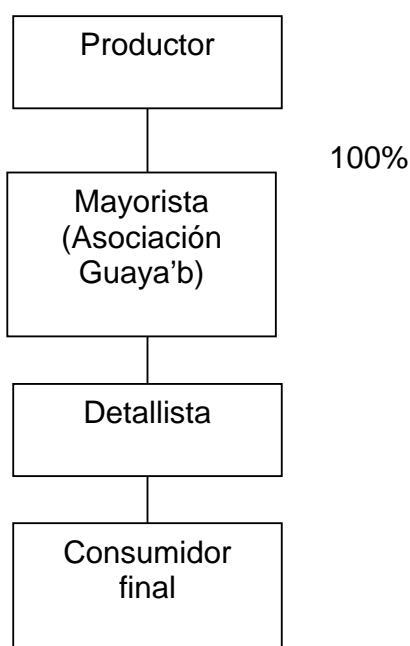 Productor
100%
Mayorista
(Asociación
Guaya’b)
Detallista
Consumidor
final